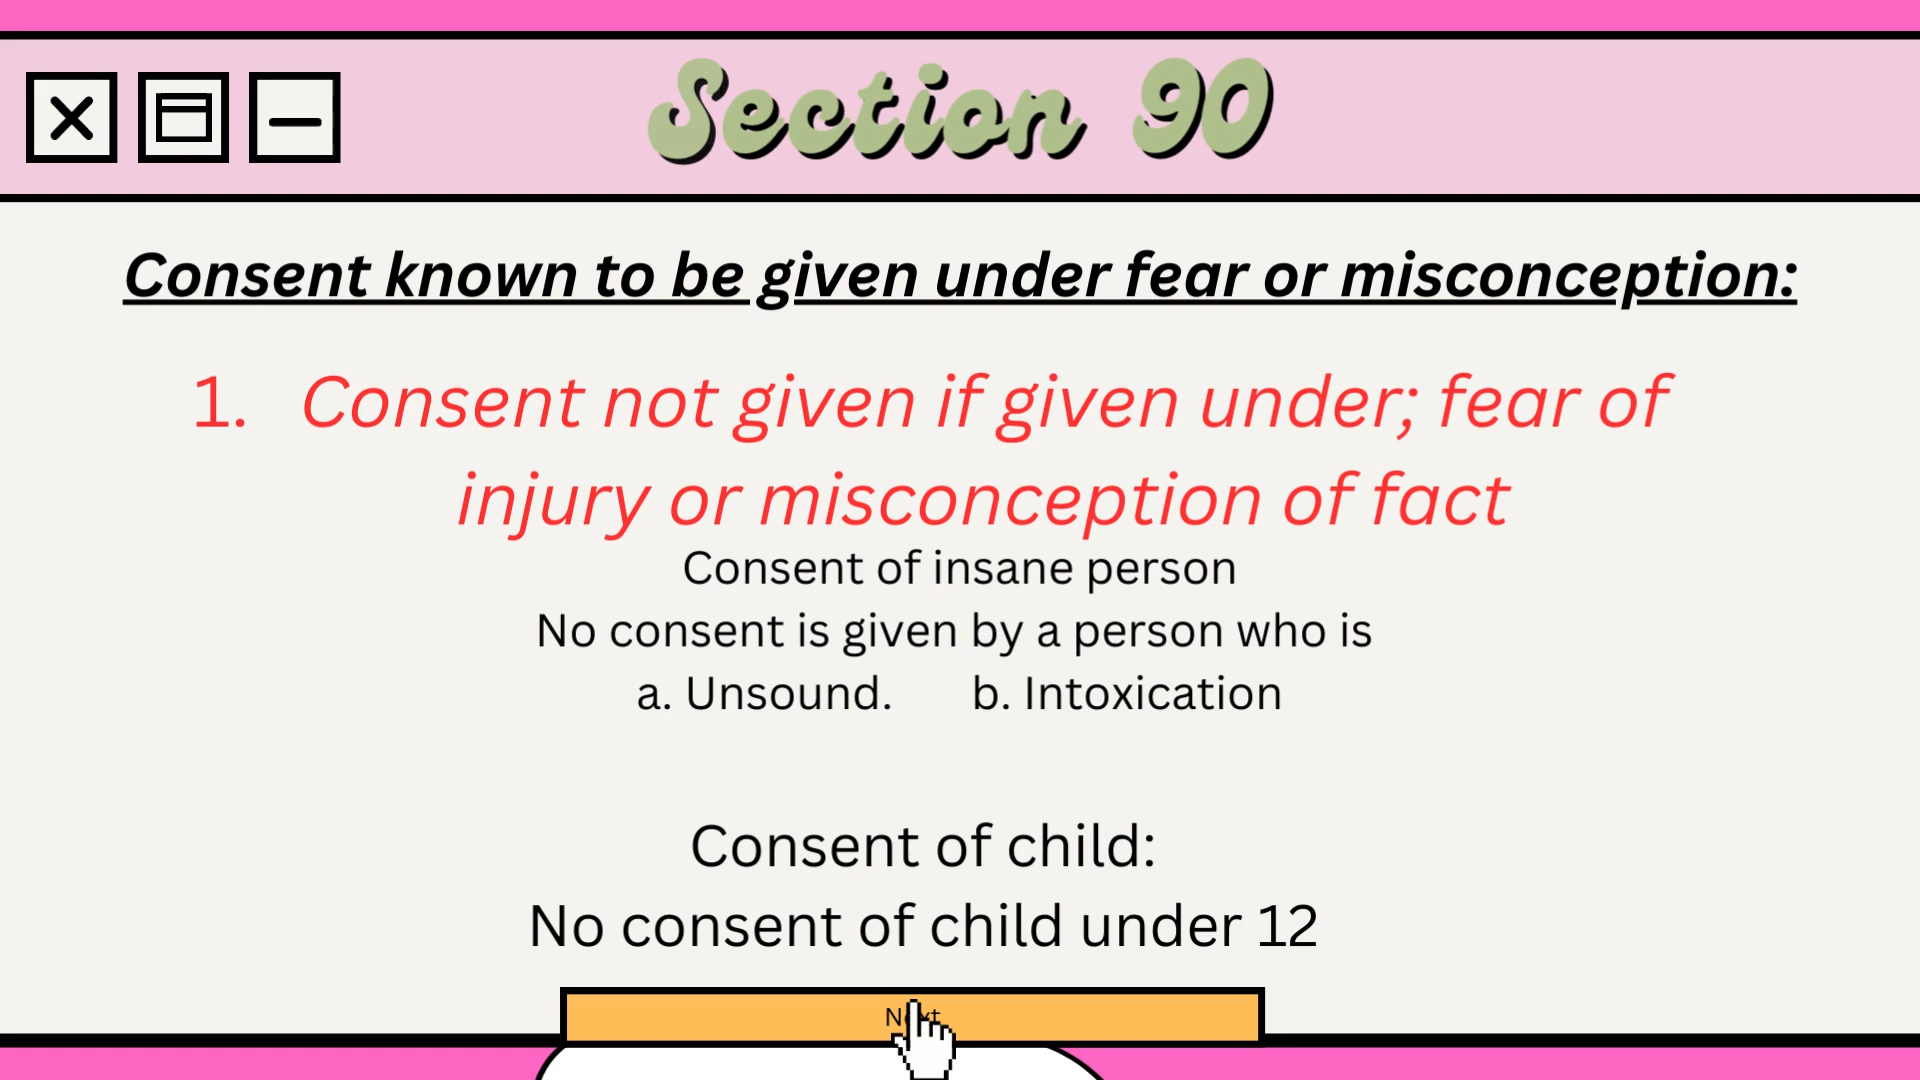 Section 90
Consent known to be given under fear or misconception:
1. Consent not given if given under; fear of
injury or misconception of fact
Consent of insane person
No consent is given by a person who is
a. Unsound. b. Intoxication
Consent of child:
No consent of child under 12
Next